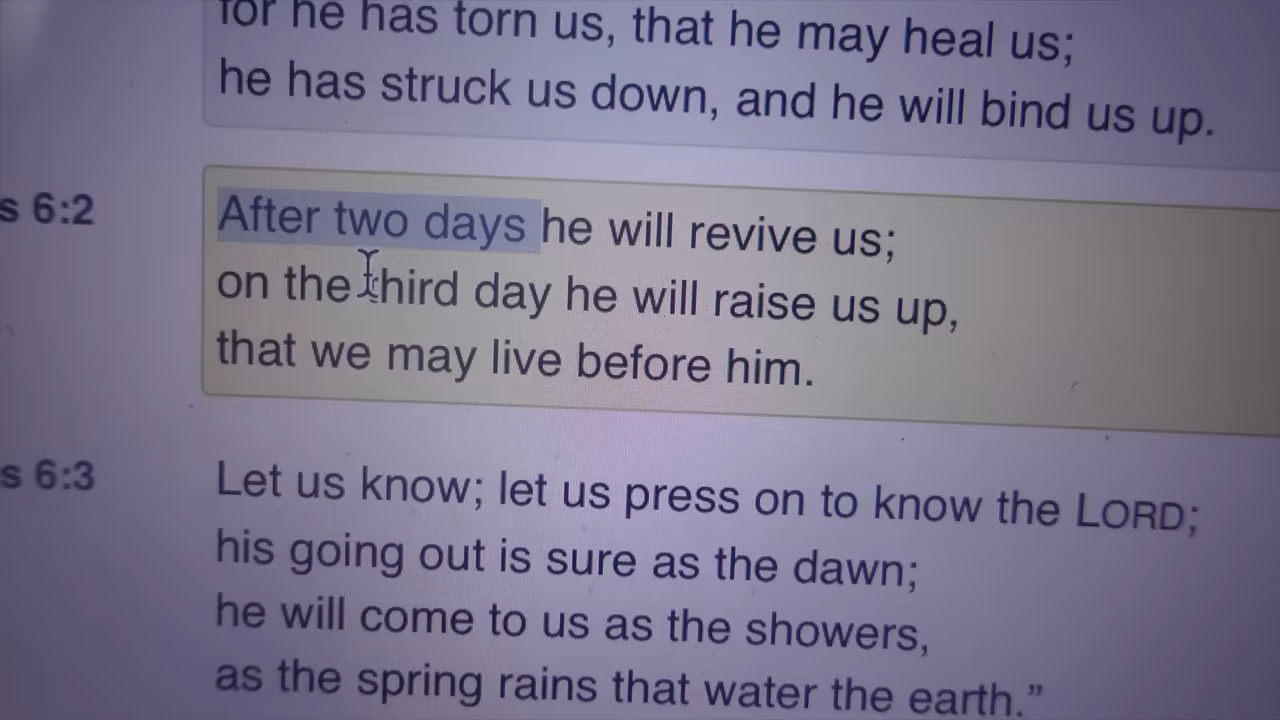 for he has torn us, that he may heal us;
he has struck us down, and he will bind us up.
s 6:2
After two days he will revive us;
on the third day he will raise us up,
that we may live before him.
s 6:3
Let us know; let us press on to know the LORD;
his going out is sure as the dawn;
he will come to us as the showers,
as the spring rains that water the earth.”